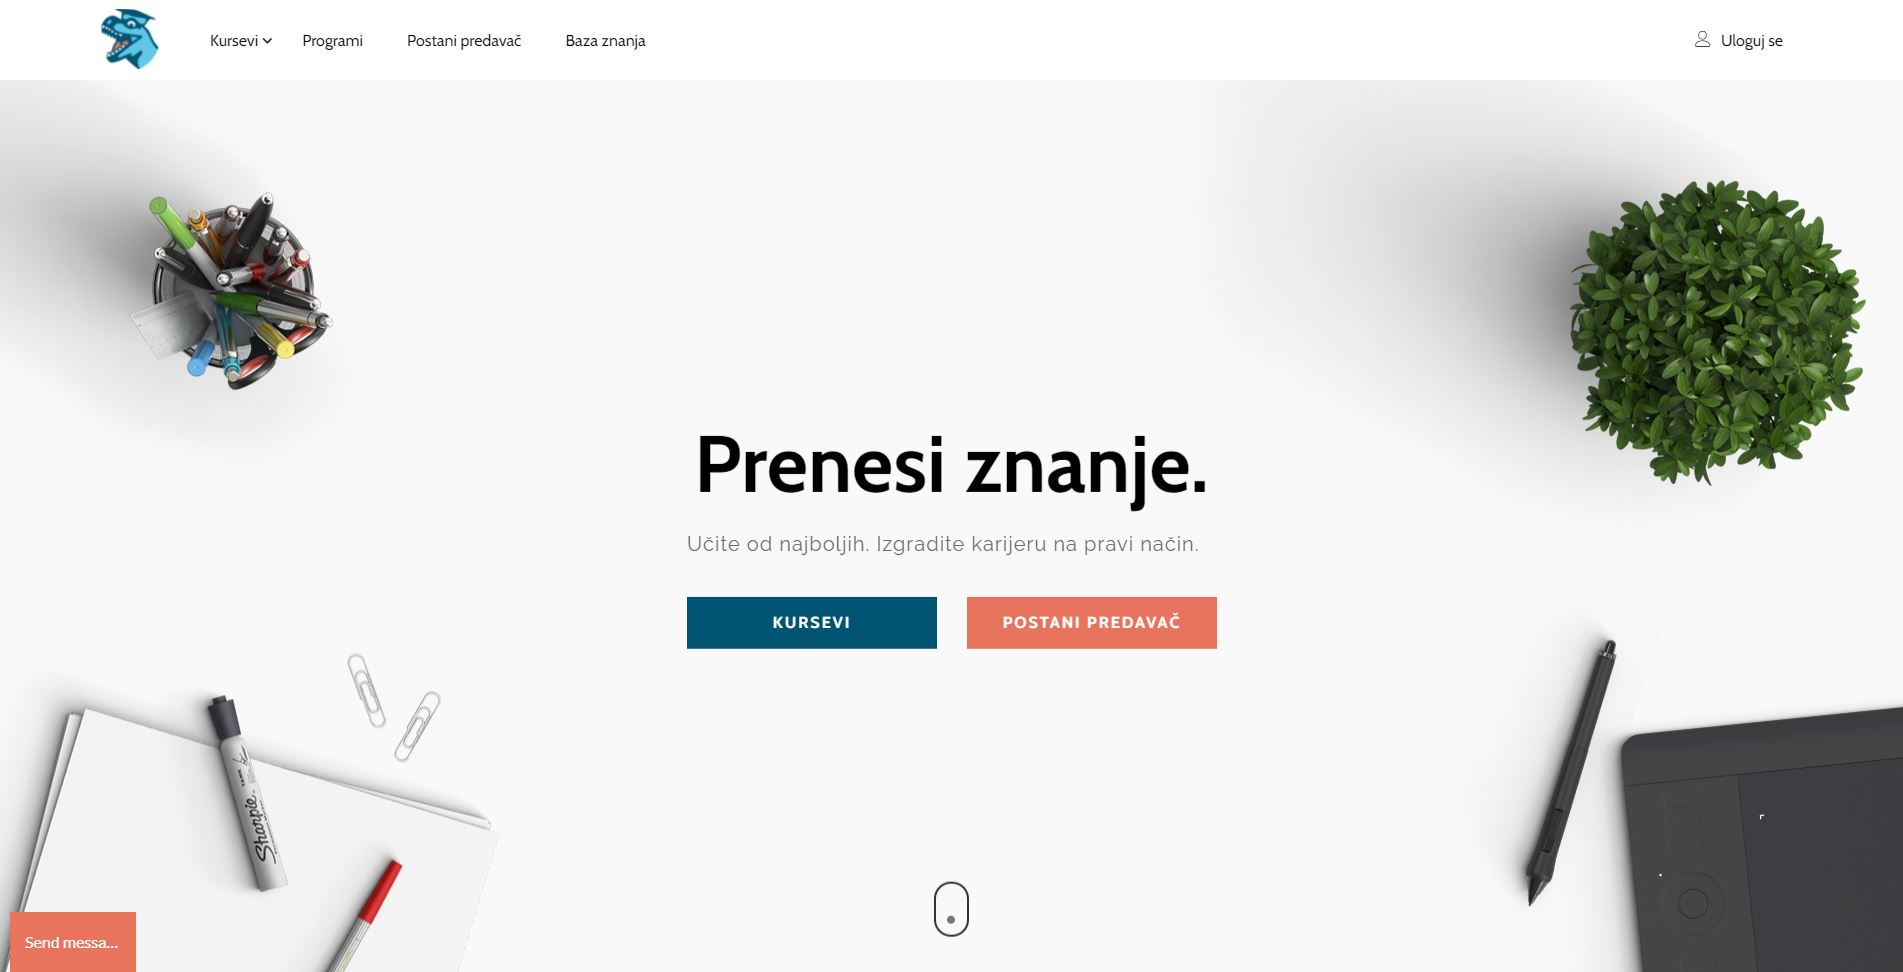 Kursevi
Programi
Postani predavač
Baza znanja
Uloguj se
Prenesi znanje.
Učite od najboljih. Izgradite karijeru na pravi način.
KURSEVI
POSTANI PREDAVAČ
Sharpie
TANK
Send messa...